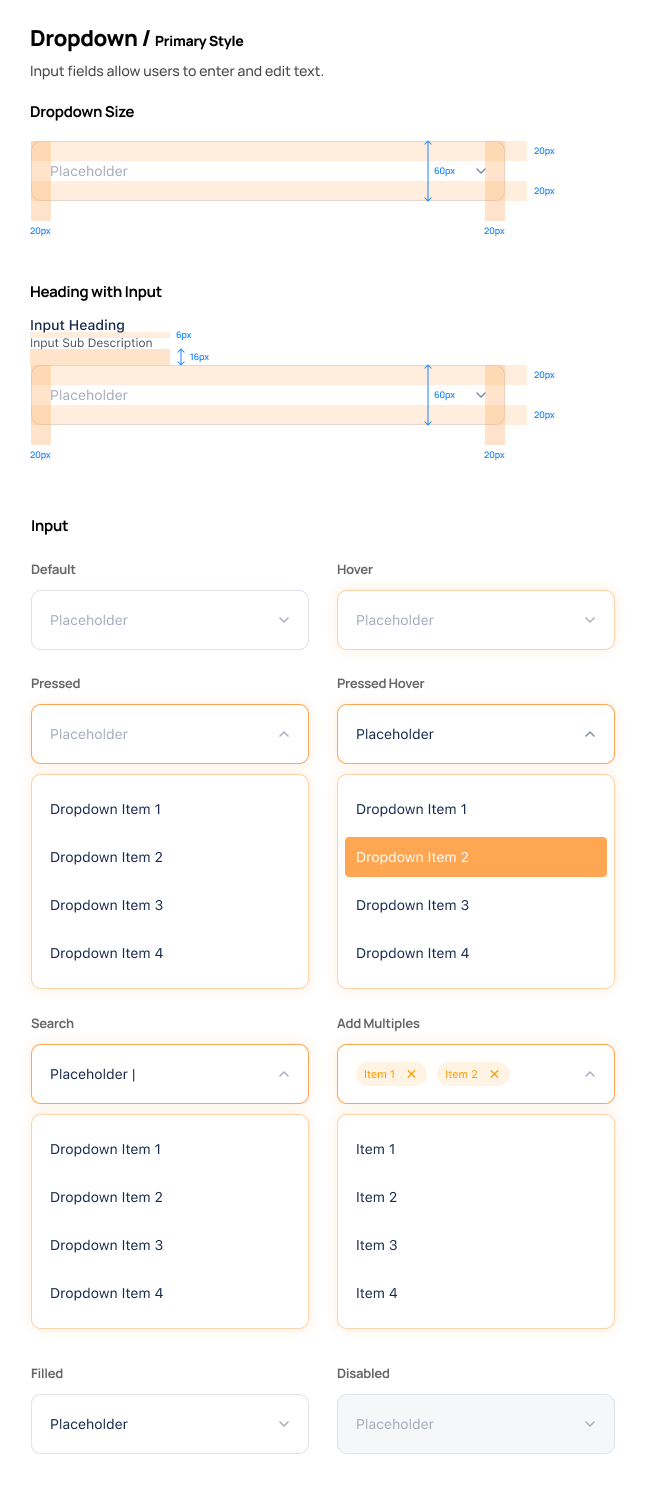 Dropdown / Primary Style
Input fields allow users to enter and edit text.
Dropdown Size
Placeholder
60px
20px
20px
20px
20px
Heading with Input
Input Heading
6px
Input Sub Description
16px
Placeholder
60px
20px
20px
20px
20px
Input
Default
Hover
Placeholder
Placeholder
Pressed
Pressed Hover
Placeholder
Placeholder
Dropdown Item 1
Dropdown Item 2
Dropdown Item 3
Dropdown Item 4
Dropdown Item 1
Dropdown Item 2
Dropdown Item 3
Dropdown Item 4
Search
Add Multiples
Placeholder |
Item 1
Item 2
Dropdown Item 1
Dropdown Item 2
Dropdown Item 3
Dropdown Item 4
Item 1
Item 2
Item 3
Item 4
Filled
Disabled
Placeholder
Placeholder